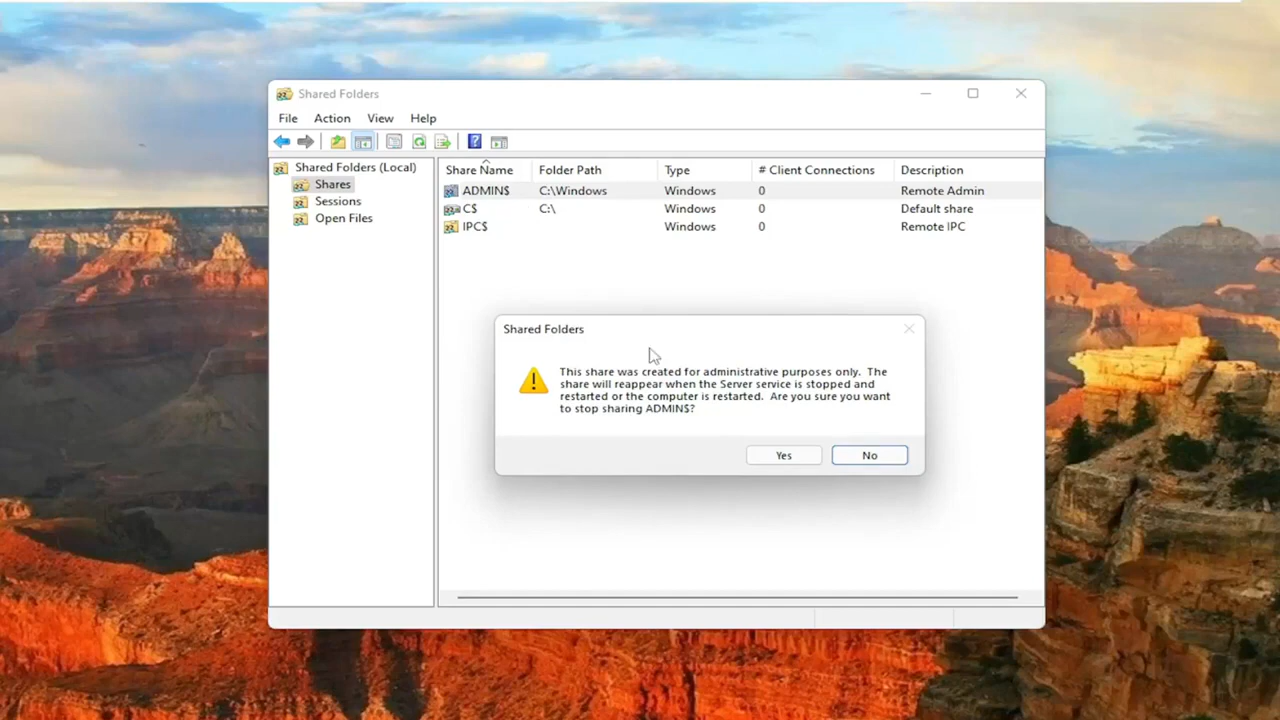 Shared Folders
File Action View Help
Shared Folders (Local)
Shares
Sessions
Open Files
Share Name Folder Path Type # Client Connections Description
ADMIN$ C:\Windows Windows 0 Remote Admin
C$ C:\ Windows 0 Default share
IPC$ Windows 0 Remote IPC
Shared Folders
This share was created for administrative purposes only. The
share will reappear when the Server service is stopped and
restarted or the computer is restarted. Are you sure you want
to stop sharing ADMIN$?
Yes No